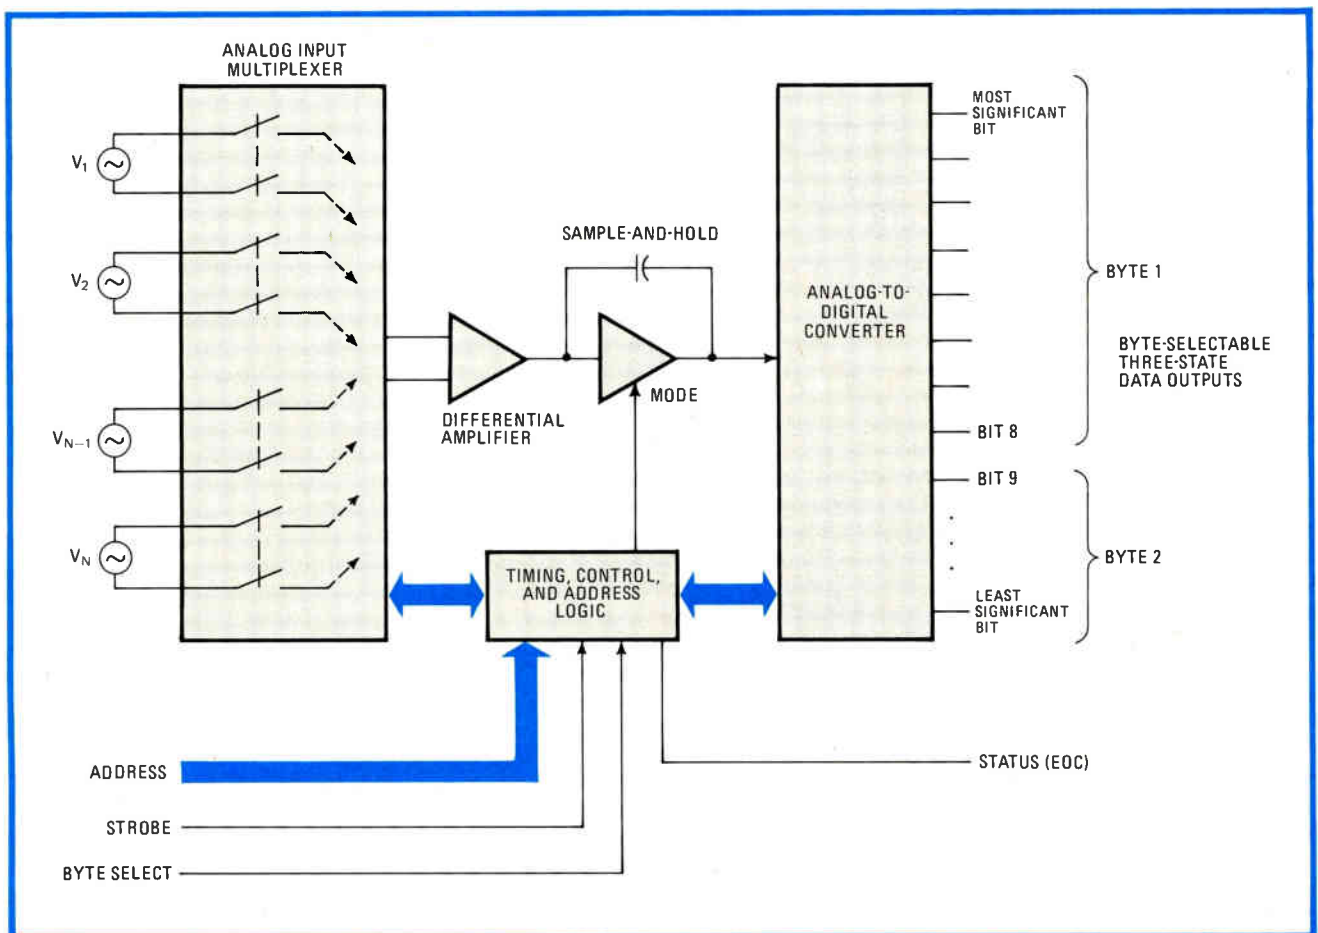 ANALOG INPUT
MULTIPLEXER
V1
V2
VN−1
VN
DIFFERENTIAL
AMPLIFIER
SAMPLE-AND-HOLD
MODE
ANALOG-TO-
DIGITAL
CONVERTER
MOST
SIGNIFICANT
BIT
BIT 8
BYTE 1
BYTE-SELECTABLE
THREE-STATE
DATA OUTPUTS
BIT 9
LEAST
SIGNIFICANT
BIT
BYTE 2
TIMING, CONTROL,
AND ADDRESS
LOGIC
ADDRESS
STROBE
BYTE SELECT
STATUS (EOC)